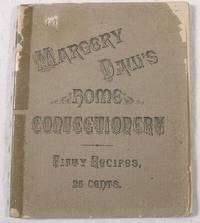 MARGERY
DAW'S
HOME
CONFECTIONERY
FIFTY RECIPES,
25 CENTS.